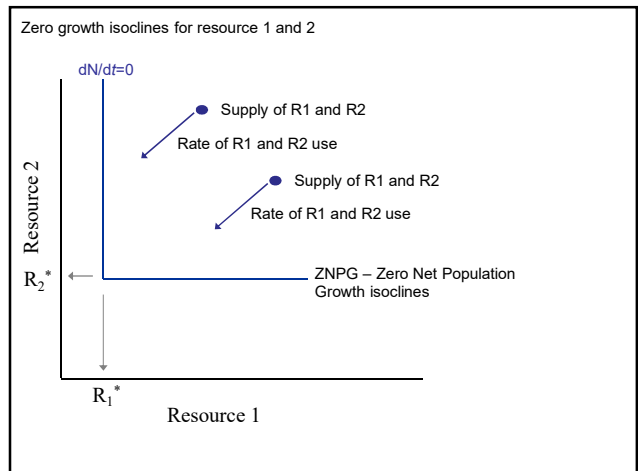 Zero growth isoclines for resource 1 and 2
dN/dt=0
Supply of R1 and R2
Rate of R1 and R2 use
Supply of R1 and R2
Rate of R1 and R2 use
Resource 2
R2*
ZNPG – Zero Net Population
Growth isoclines
R1*
Resource 1